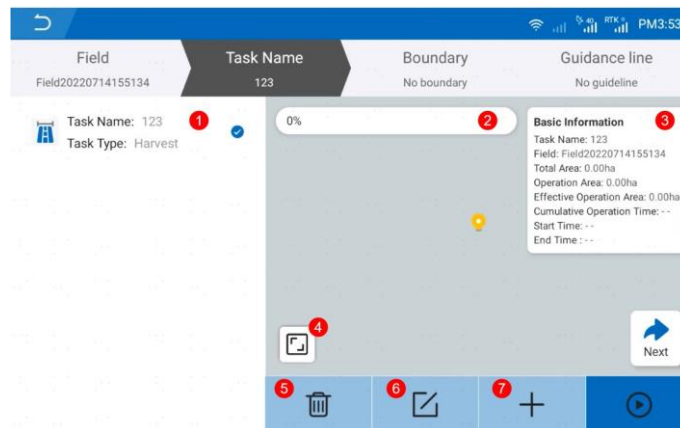 40 RTK PM3:53
Field Task Name Boundary Guidance line
Field20220714155134 123 No boundary No guideline
Task Name: 123 1
Task Type: Harvest
0% 2
Basic Information 3
Task Name: 123
Field: Field20220714155134
Total Area: 0.00ha
Operation Area: 0.00ha
Effective Operation Area: 0.00ha
Cumulative Operation Time: - -
Start Time: - -
End Time : - -
4
Next
5 6 7